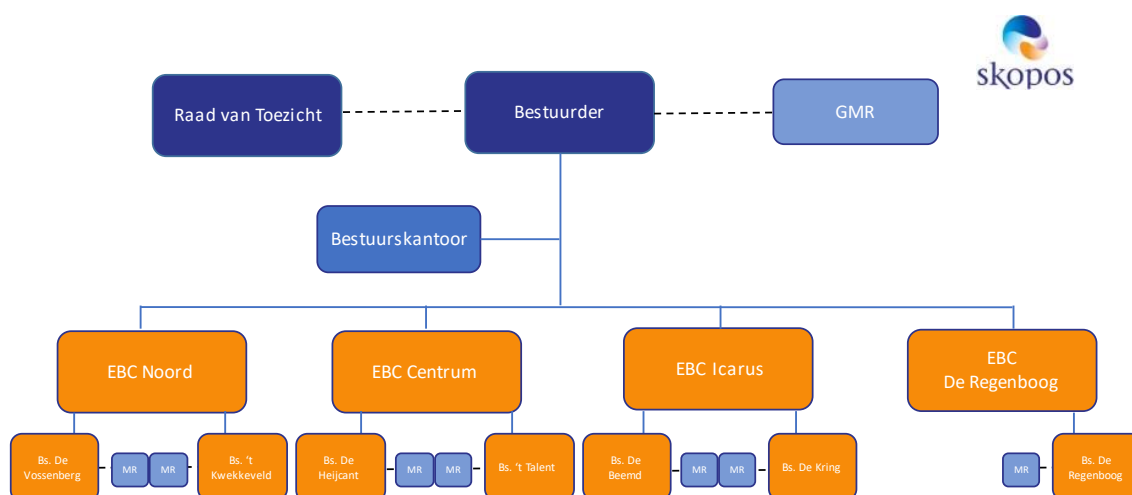 skopos
Raad van Toezicht
Bestuurder
GMR
Bestuurskantoor
EBC Noord
EBC Centrum
EBC Icarus
EBC
De Regenboog
Bs. De
Vossenberg
MR
MR
Bs. 't
Kwekkeveld
Bs. De
Heijcant
MR
MR
Bs. 't Talent
Bs. De
Beemd
MR
MR
Bs. De Kring
MR
Bs. De
Regenboog